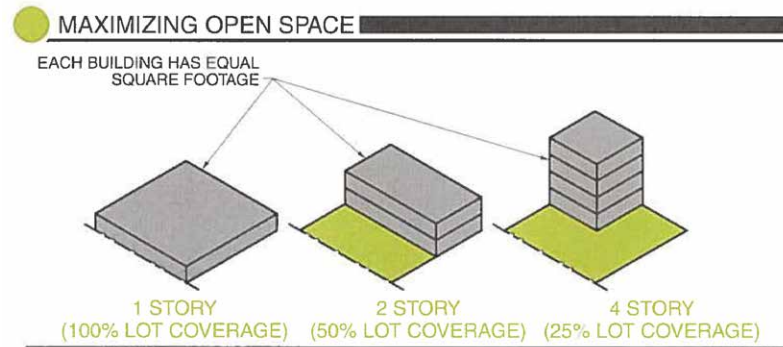 MAXIMIZING OPEN SPACE
EACH BUILDING HAS EQUAL
SQUARE FOOTAGE
1 STORY
(100% LOT COVERAGE)
2 STORY
(50% LOT COVERAGE)
4 STORY
(25% LOT COVERAGE)